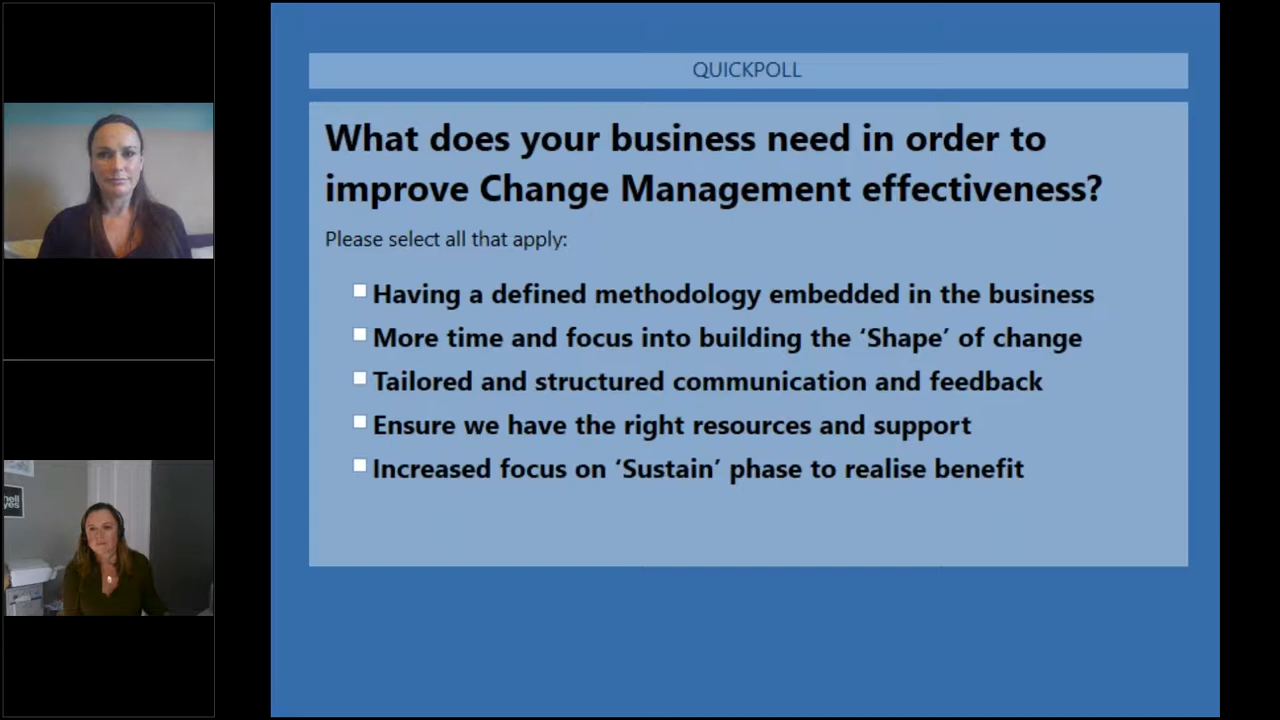 QUICKPOLL
What does your business need in order to
improve Change Management effectiveness?
Please select all that apply:
Having a defined methodology embedded in the business
More time and focus into building the ‘Shape’ of change
Tailored and structured communication and feedback
Ensure we have the right resources and support
Increased focus on ‘Sustain’ phase to realise benefit
hell
yes